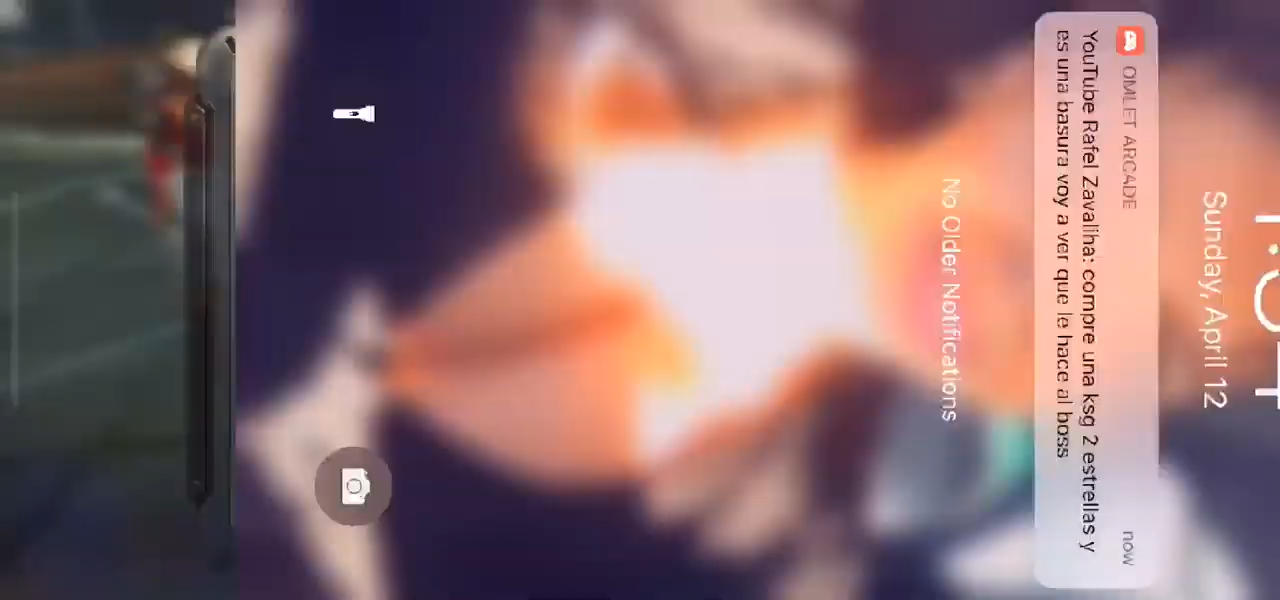 Sunday, April 12
OMLET ARCADE
now
YouTube Rafel Zavaliha: compre una ksg 2 estrellas y
es una basura voy a ver que le hace al boss
No Older Notifications